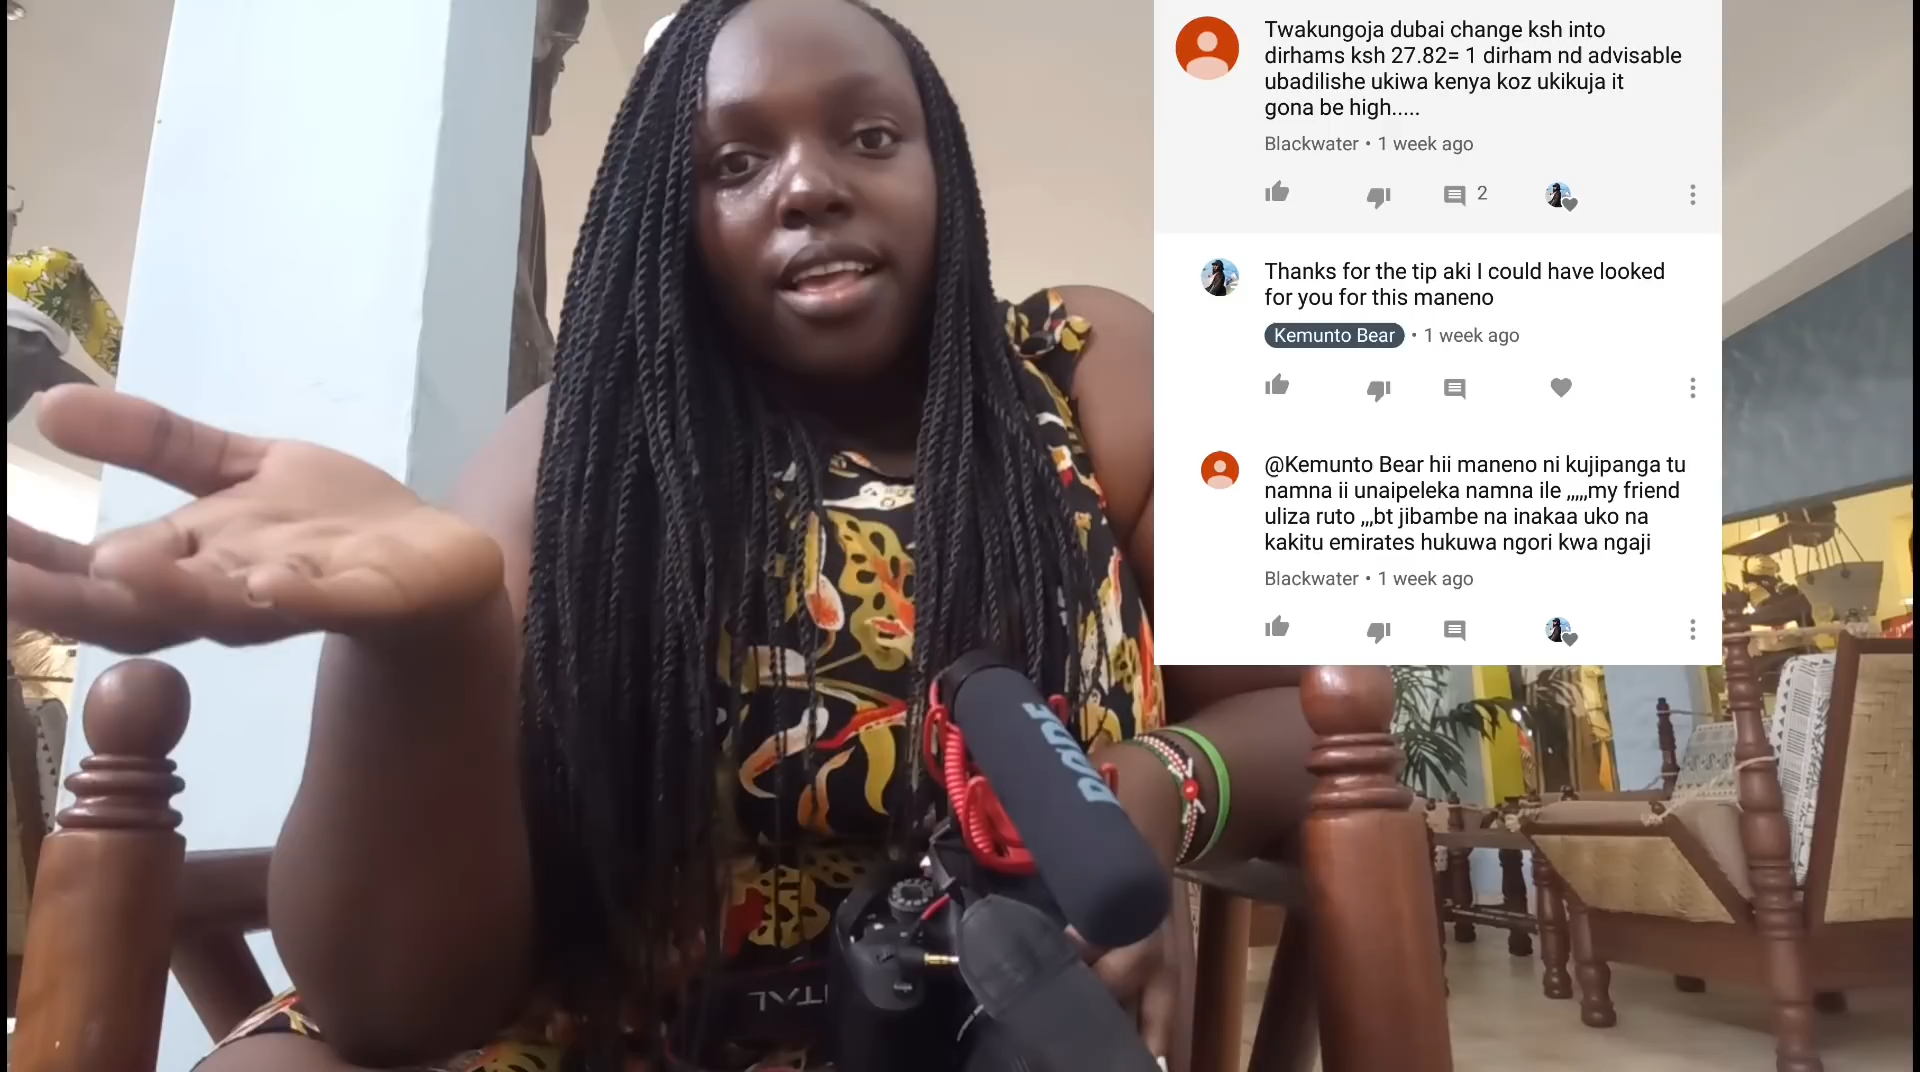 Twakungoja dubai change ksh into
dirhams ksh 27.82= 1 dirham nd advisable
ubadilishe ukiwa kenya koz ukikuja it
gona be high.....
Blackwater • 1 week ago
2
Thanks for the tip aki I could have looked
for you for this maneno
Kemunto Bear • 1 week ago
@Kemunto Bear hii maneno ni kujipanga tu
namna ii unaipeleka namna ile ,,,,,my friend
uliza ruto ,,,bt jibambe na inakaa uko na
kakitu emirates hukuwa ngori kwa ngaji
Blackwater • 1 week ago
RODE